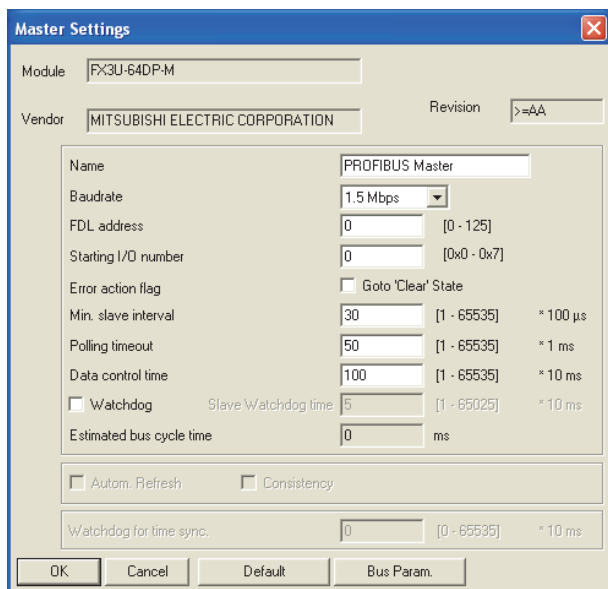 Master Settings
Module FX3U-64DP-M
Vendor MITSUBISHI ELECTRIC CORPORATION Revision >=AA
Name PROFIBUS Master
Baudrate 1.5 Mbps
FDL address 0 [0 - 125]
Starting I/O number 0 [0x0 - 0x7]
Error action flag Goto 'Clear' State
Min. slave interval 30 [1 - 65535] * 100 µs
Polling timeout 50 [1 - 65535] * 1 ms
Data control time 100 [1 - 65535] * 10 ms
Watchdog Slave Watchdog time 5 [1 - 65025] * 10 ms
Estimated bus cycle time 0 ms
Autom. Refresh Consistency
Watchdog for time sync. 0 [0 - 65535] * 10 ms
OK Cancel Default Bus Param.